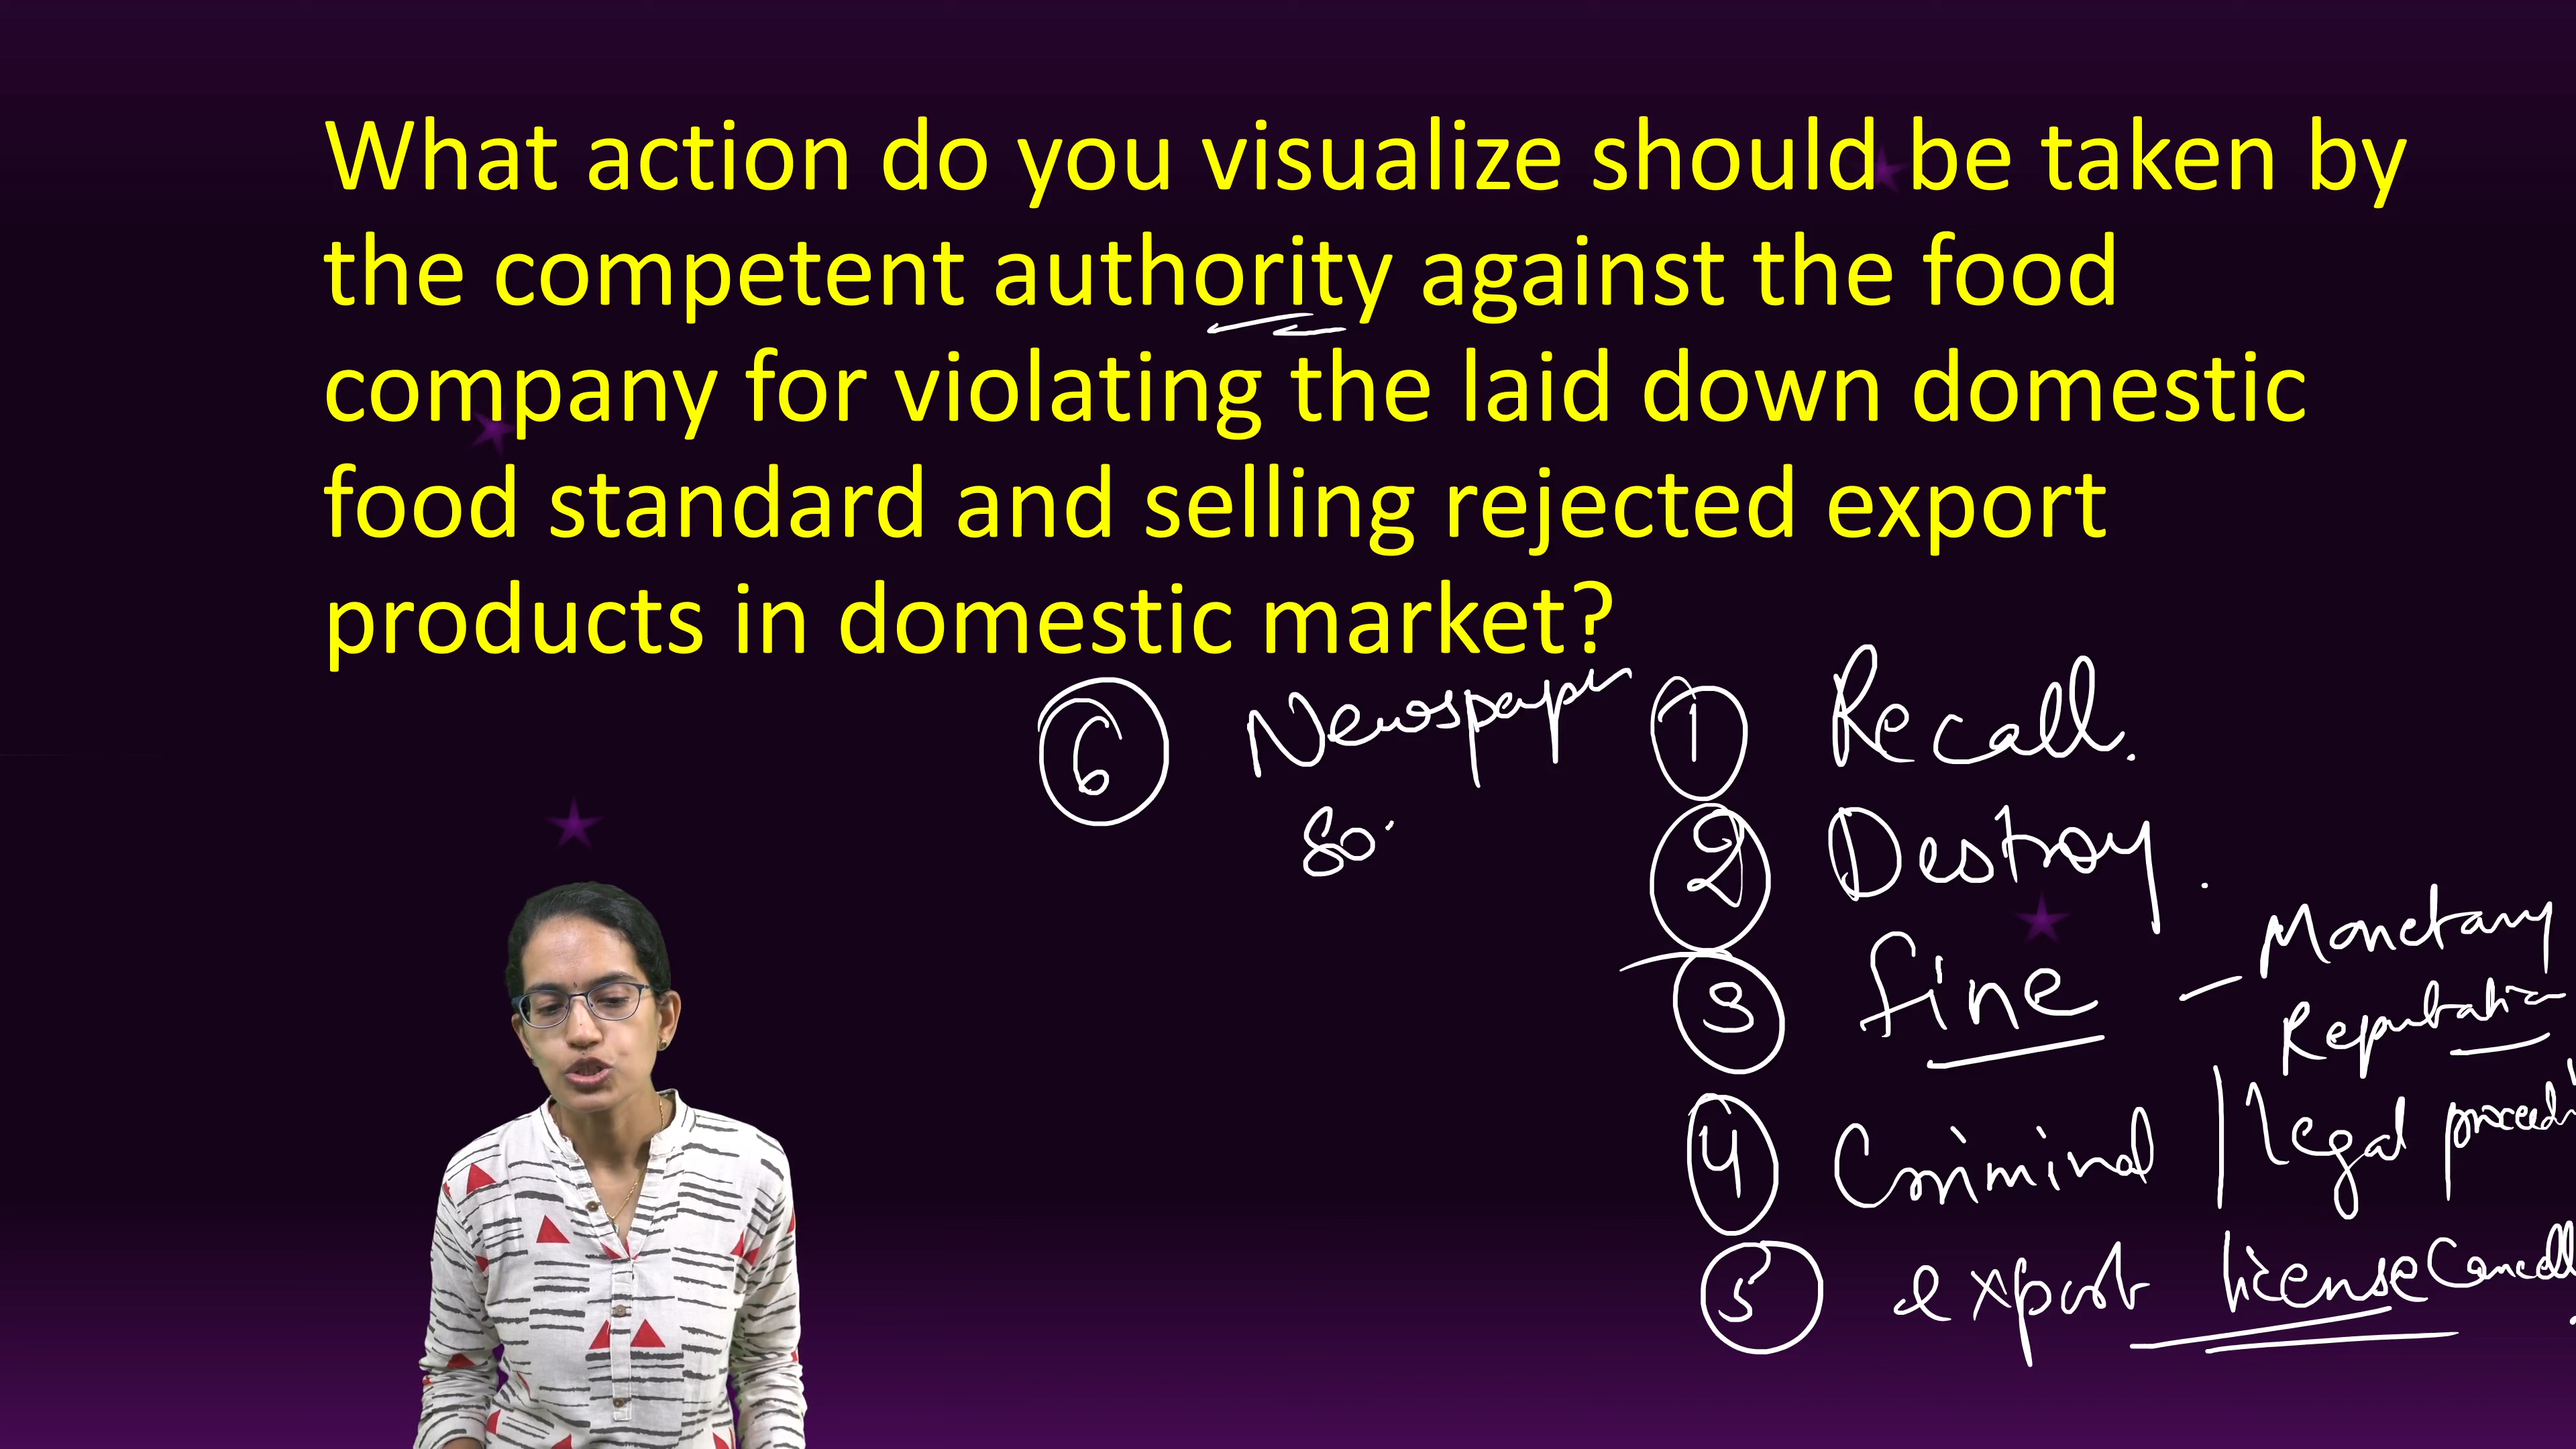 What action do you visualize should be taken by
the competent authority against the food
company for violating the laid down domestic
food standard and selling rejected export
products in domestic market?
① Recall.
② Destroy.
③ fine – Monetary
Reputation
④ Criminal | legal
⑤ export license
⑥ Newspaper